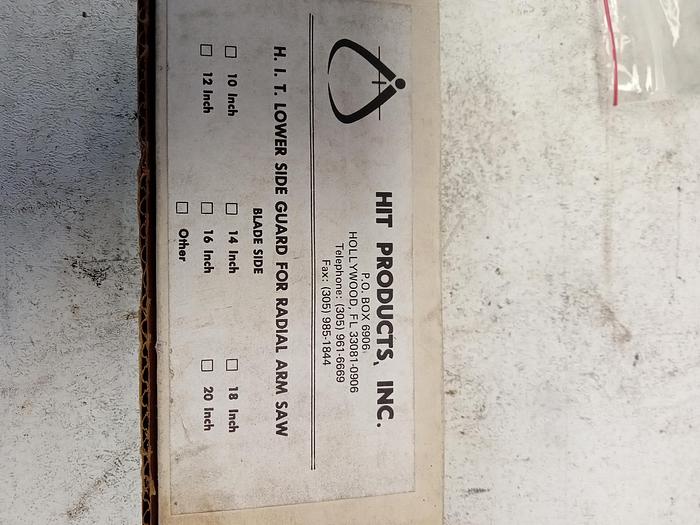 HIT PRODUCTS, INC.
P.O. BOX 6906
HOLLYWOOD, FL 33081-0906
Telephone: (305) 961-6669
Fax: (305) 985-1844
H. I. T. LOWER SIDE GUARD FOR RADIAL ARM SAW
BLADE SIDE
☐ 10 Inch ☐ 14 Inch ☐ 18 Inch
☐ 12 Inch ☐ 16 Inch ☐ 20 Inch
☐ Other